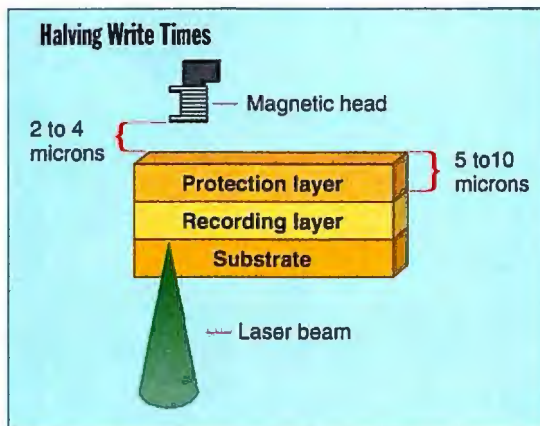 Halving Write Times
Magnetic head
2 to 4
microns
5 to10
microns
Protection layer
Recording layer
Substrate
Laser beam